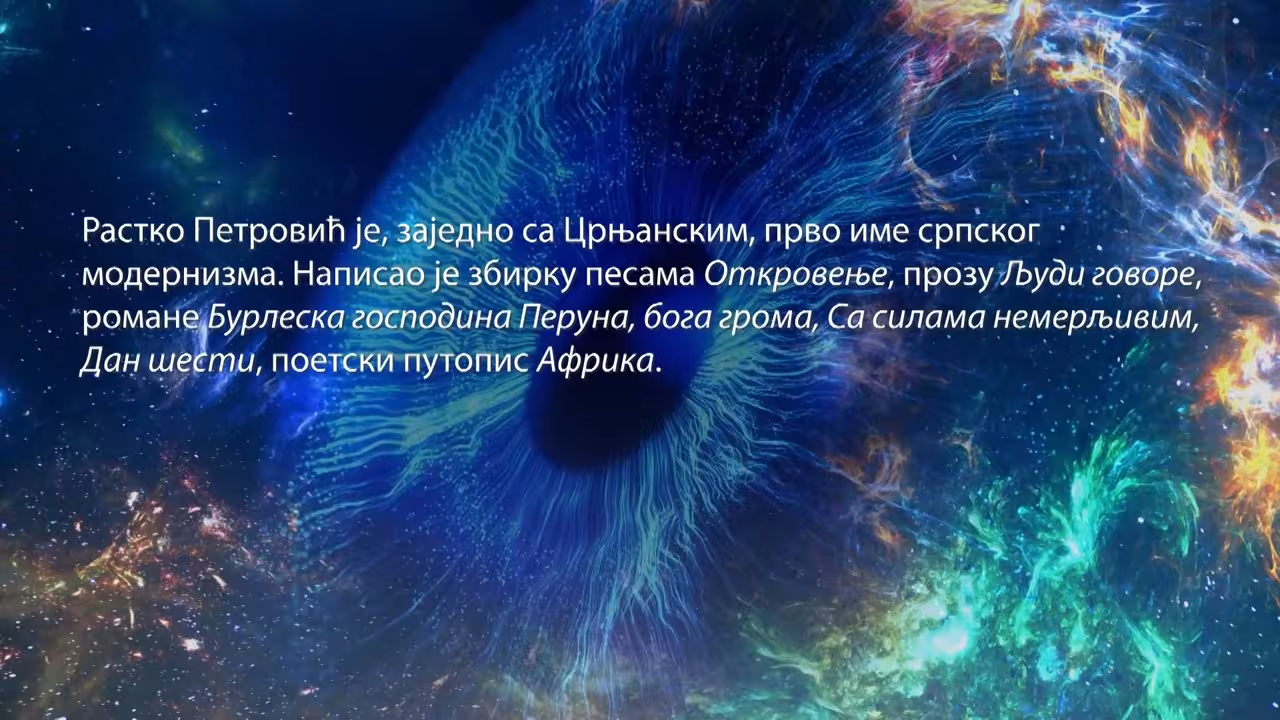 Растко Петровић је, заједно са Црњанским, прво име српског
модернизма. Написао је збирку песама Откровење, прозу Људи говоре,
романе Бурлеска господина Перуна, бога грома, Са силама немерљивим,
Дан шести, поетски путопис Африка.